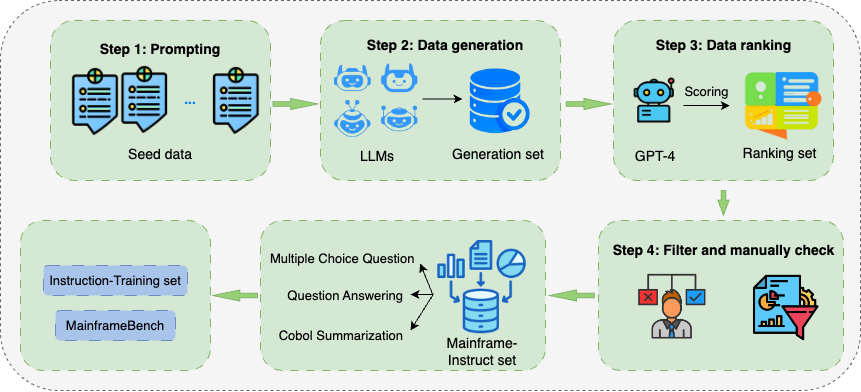 Step 1: Prompting
...
Seed data
Step 2: Data generation
LLMs
Generation set
Step 3: Data ranking
Scoring
GPT-4
Ranking set
Step 4: Filter and manually check
Multiple Choice Question
Question Answering
Cobol Summarization
Mainframe-
Instruct set
Instruction-Training set
MainframeBench